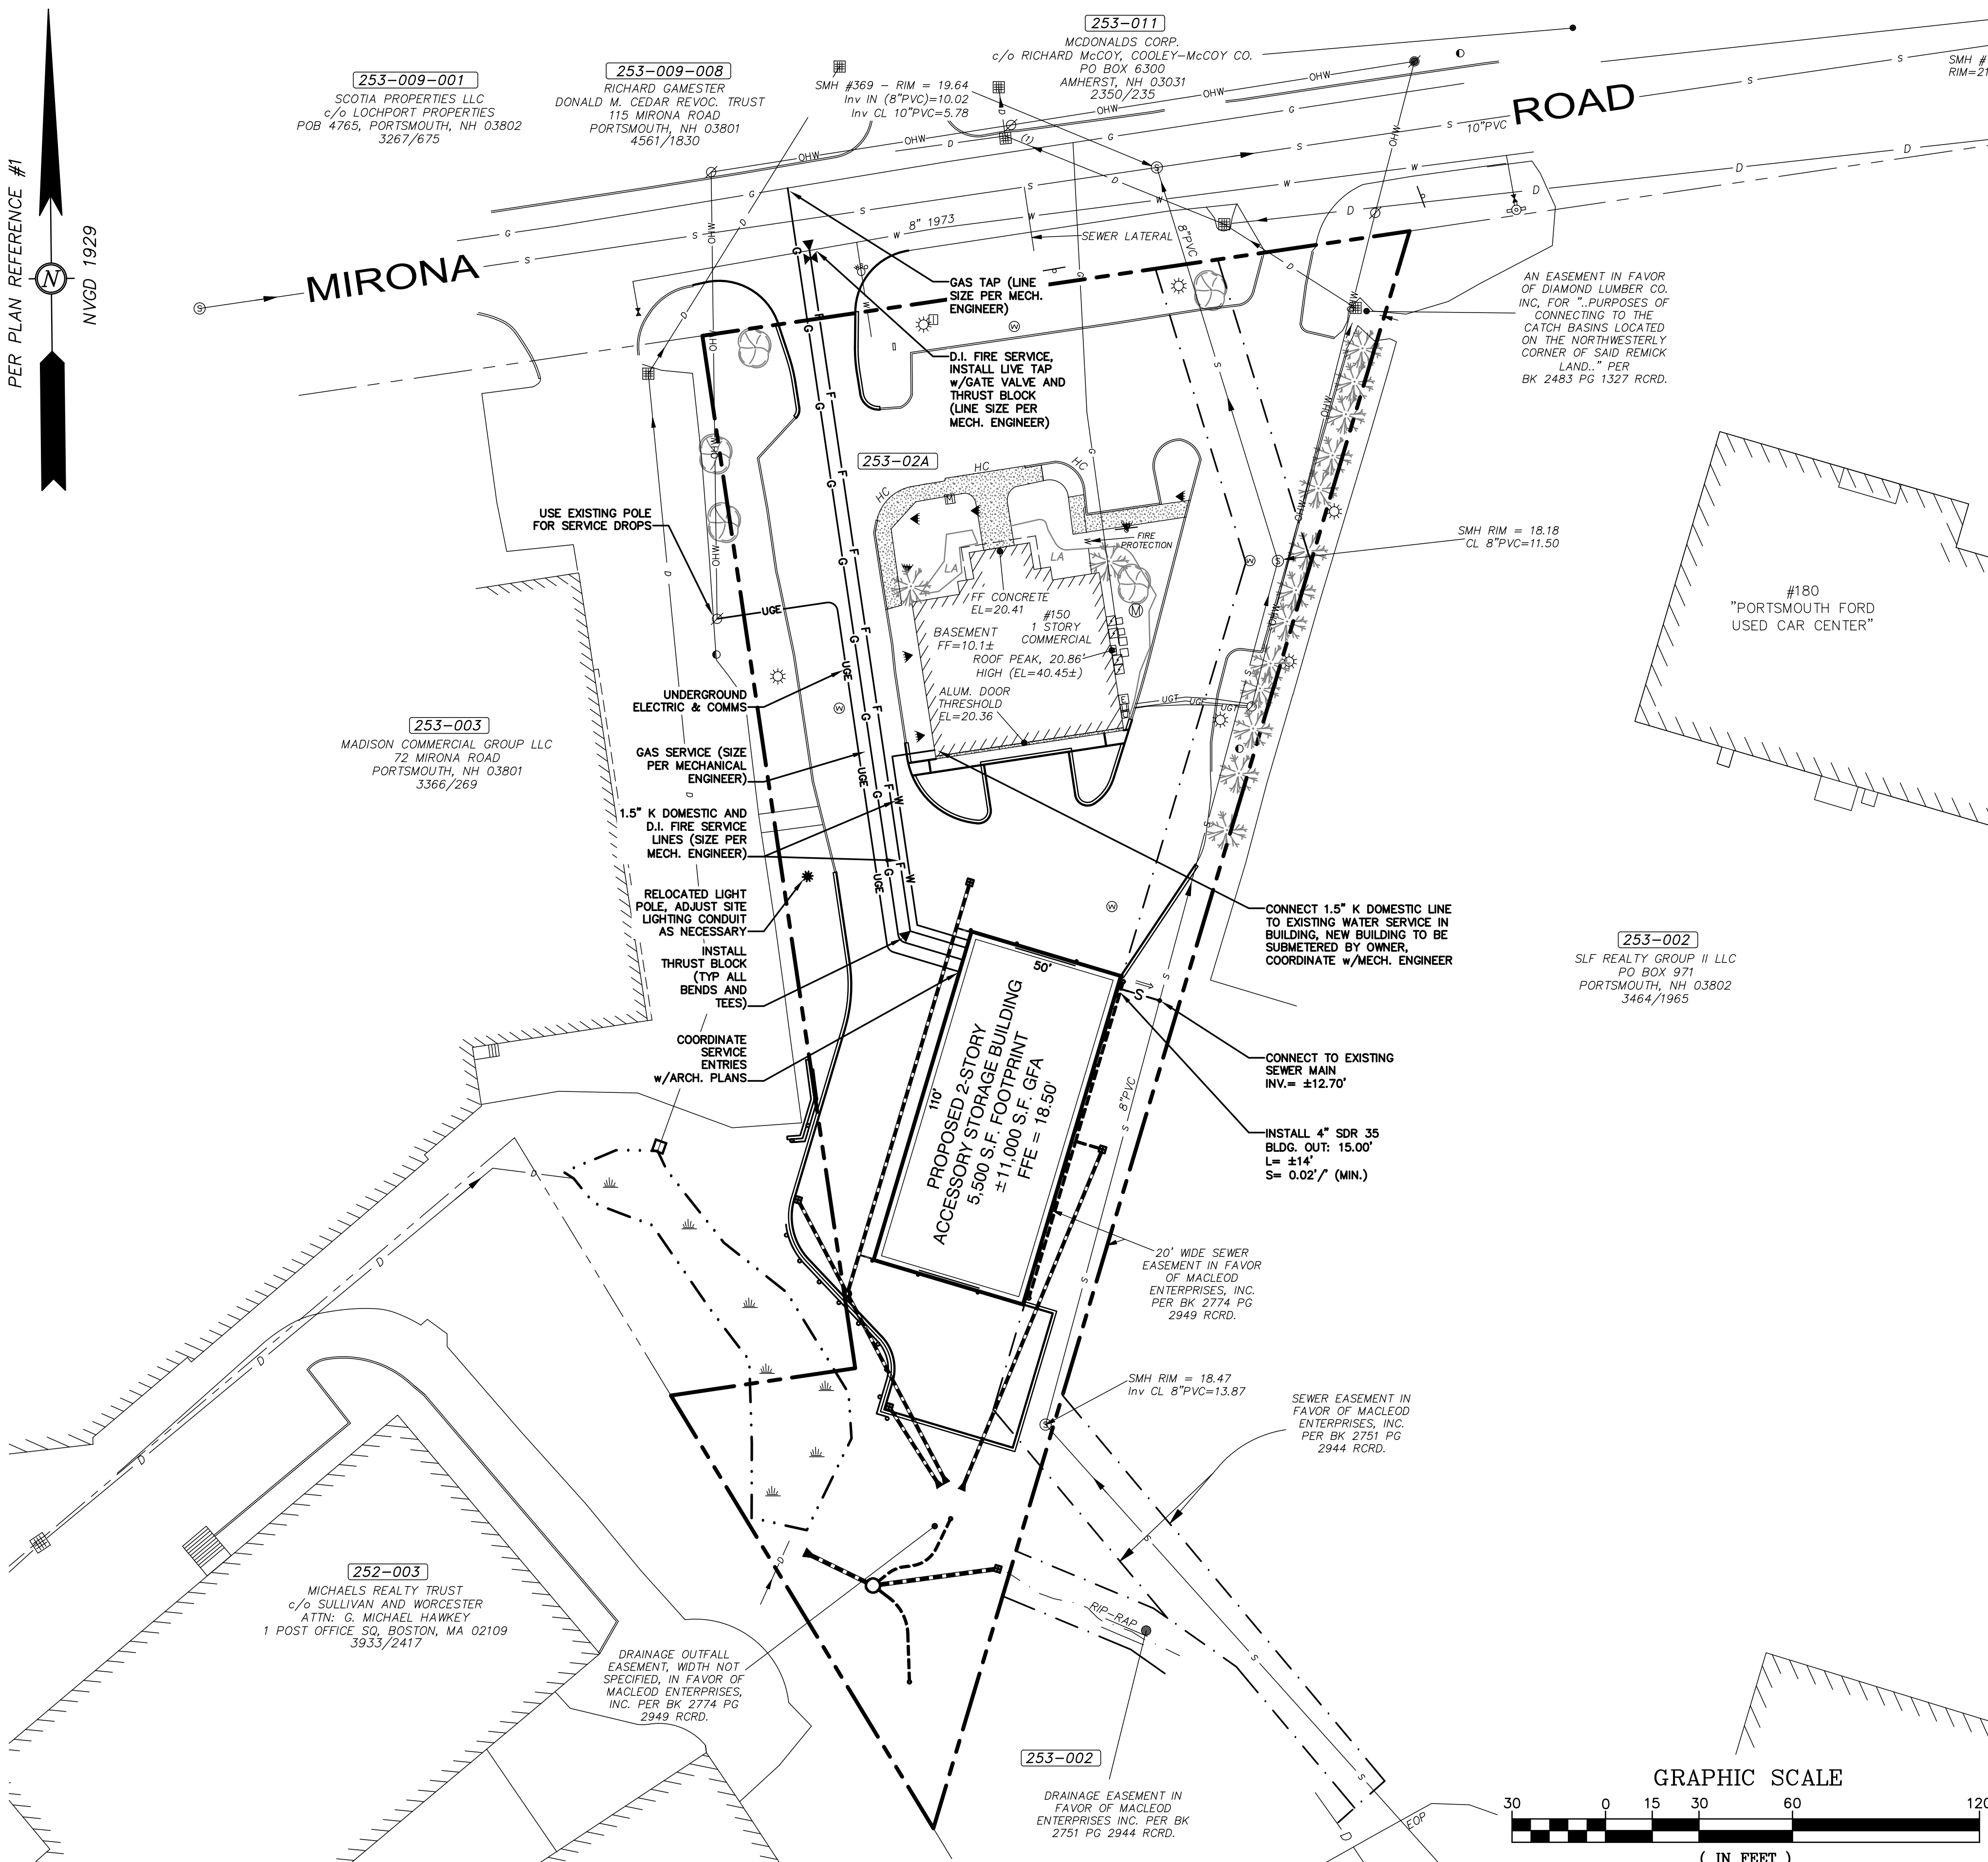 253-011
MCDONALDS CORP.
c/o RICHARD McCOY, COOLEY-McCOY CO.
PO BOX 6300
AMHERST, NH 03031
2350/235
253-009-001
SCOTIA PROPERTIES LLC
c/o LOCHPORT PROPERTIES
POB 4765, PORTSMOUTH, NH 03802
3267/675
253-009-008
RICHARD GAMESTER
DONALD M. CEDAR REVOC. TRUST
115 MIRONA ROAD
PORTSMOUTH, NH 03801
4561/1830
SMH #369 - RIM = 19.64
Inv IN (8"PVC)=10.02
Inv CL 10"PVC=5.78
SMH #
RIM=21
PER PLAN REFERENCE #1
NVGD 1929
N
MIRONA
ROAD
10"PVC
8" 1973
SEWER LATERAL
8"PVC
GAS TAP (LINE
SIZE PER MECH.
ENGINEER)
D.I. FIRE SERVICE,
INSTALL LIVE TAP
w/GATE VALVE AND
THRUST BLOCK
(LINE SIZE PER
MECH. ENGINEER)
AN EASEMENT IN FAVOR
OF DIAMOND LUMBER CO.
INC, FOR "..PURPOSES OF
CONNECTING TO THE
CATCH BASINS LOCATED
ON THE NORTHWESTERLY
CORNER OF SAID REMICK
LAND.." PER
BK 2483 PG 1327 RCRD.
253-02A
HC
HC
HC
USE EXISTING POLE
FOR SERVICE DROPS
SMH RIM = 18.18
CL 8"PVC=11.50
FIRE
PROTECTION
LA
LA
FF CONCRETE
EL=20.41
#150
1 STORY
COMMERCIAL
BASEMENT
FF=10.1±
ROOF PEAK, 20.86'
HIGH (EL=40.45±)
ALUM. DOOR
THRESHOLD
EL=20.36
UGT
UGE
UGT
UGE
#180
"PORTSMOUTH FORD
USED CAR CENTER"
253-003
MADISON COMMERCIAL GROUP LLC
72 MIRONA ROAD
PORTSMOUTH, NH 03801
3366/269
UNDERGROUND
ELECTRIC & COMMS
GAS SERVICE (SIZE
PER MECHANICAL
ENGINEER)
1.5" K DOMESTIC AND
D.I. FIRE SERVICE
LINES (SIZE PER
MECH. ENGINEER)
RELOCATED LIGHT
POLE, ADJUST SITE
LIGHTING CONDUIT
AS NECESSARY
INSTALL
THRUST BLOCK
(TYP ALL
BENDS AND
TEES)
COORDINATE
SERVICE
ENTRIES
w/ARCH. PLANS
CONNECT 1.5" K DOMESTIC LINE
TO EXISTING WATER SERVICE IN
BUILDING, NEW BUILDING TO BE
SUBMETERED BY OWNER,
COORDINATE w/MECH. ENGINEER
253-002
SLF REALTY GROUP II LLC
PO BOX 971
PORTSMOUTH, NH 03802
3464/1965
50'
110'
PROPOSED 2-STORY
ACCESSORY STORAGE BUILDING
5,500 S.F. FOOTPRINT
±11,000 S.F. GFA
FFE = 18.50'
CONNECT TO EXISTING
SEWER MAIN
INV.= ±12.70'
8"PVC
INSTALL 4" SDR 35
BLDG. OUT: 15.00'
L= ±14'
S= 0.02'/' (MIN.)
20' WIDE SEWER
EASEMENT IN FAVOR
OF MACLEOD
ENTERPRISES, INC.
PER BK 2774 PG
2949 RCRD.
SMH RIM = 18.47
Inv CL 8"PVC=13.87
SEWER EASEMENT IN
FAVOR OF MACLEOD
ENTERPRISES, INC.
PER BK 2751 PG
2944 RCRD.
252-003
MICHAELS REALTY TRUST
c/o SULLIVAN AND WORCESTER
ATTN: G. MICHAEL HAWKEY
1 POST OFFICE SQ, BOSTON, MA 02109
3933/2417
RIP-RAP
DRAINAGE OUTFALL
EASEMENT, WIDTH NOT
SPECIFIED, IN FAVOR OF
MACLEOD ENTERPRISES,
INC. PER BK 2774 PG
2949 RCRD.
253-002
DRAINAGE EASEMENT IN
FAVOR OF MACLEOD
ENTERPRISES INC. PER BK
2751 PG 2944 RCRD.
EOP
GRAPHIC SCALE
30 0 15 30 60 120
( IN FEET )